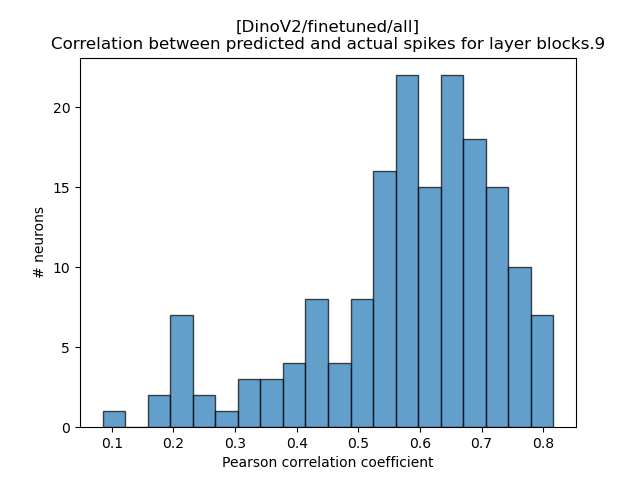 [DinoV2/finetuned/all]
Correlation between predicted and actual spikes for layer blocks.9
# neurons
20
15
10
5
0
0.1 0.2 0.3 0.4 0.5 0.6 0.7 0.8
Pearson correlation coefficient